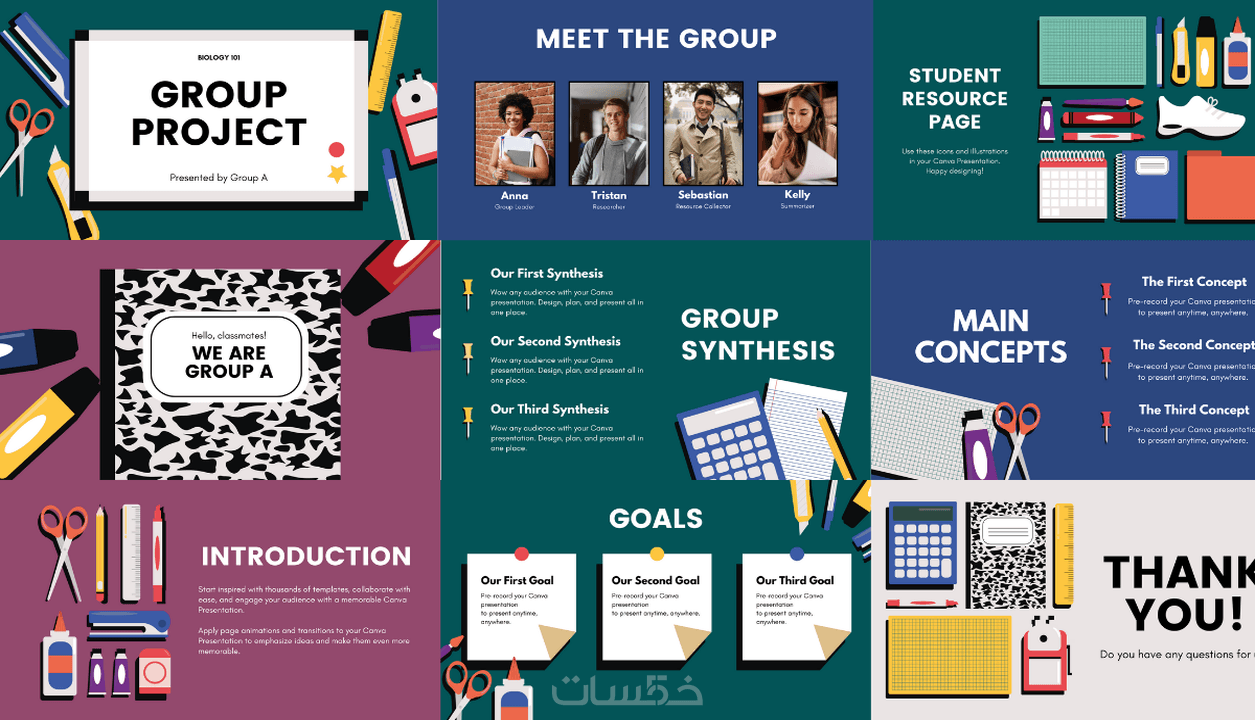 BIOLOGY 101
GROUP
PROJECT
Presented by Group A
MEET THE GROUP
Anna
Group Leader
Tristan
Researcher
Sebastian
Resource Collector
Kelly
Summarizer
STUDENT
RESOURCE
PAGE
Use these icons and illustrations
in your Canva Presentation.
Happy designing!
Hello, classmates!
WE ARE
GROUP A
Our First Synthesis
Wow any audience with your Canva
presentation. Design, plan, and present all in
one place.
Our Second Synthesis
Wow any audience with your Canva
presentation. Design, plan, and present all in
one place.
Our Third Synthesis
Wow any audience with your Canva
presentation. Design, plan, and present all in
one place.
GROUP
SYNTHESIS
MAIN
CONCEPTS
The First Concept
Pre-record your Canva presentatio
to present anytime, anywhere.
The Second Concept
Pre-record your Canva presentatio
to present anytime, anywhere.
The Third Concept
Pre-record your Canva presentatio
to present anytime, anywhere.
INTRODUCTION
Start inspired with thousands of templates, collaborate with
ease, and engage your audience with a memorable Canva
Presentation.
Apply page animations and transitions to your Canva
Presentation to emphasize ideas and make them even more
memorable.
GOALS
Our First Goal
Pre-record your Canva
presentation
to present anytime,
anywhere.
Our Second Goal
Pre-record your Canva
presentation
to present anytime, anywhere.
Our Third Goal
Pre-record your Canva
presentation
to present anytime,
anywhere.
خمسات
THANK
YOU!
Do you have any questions for